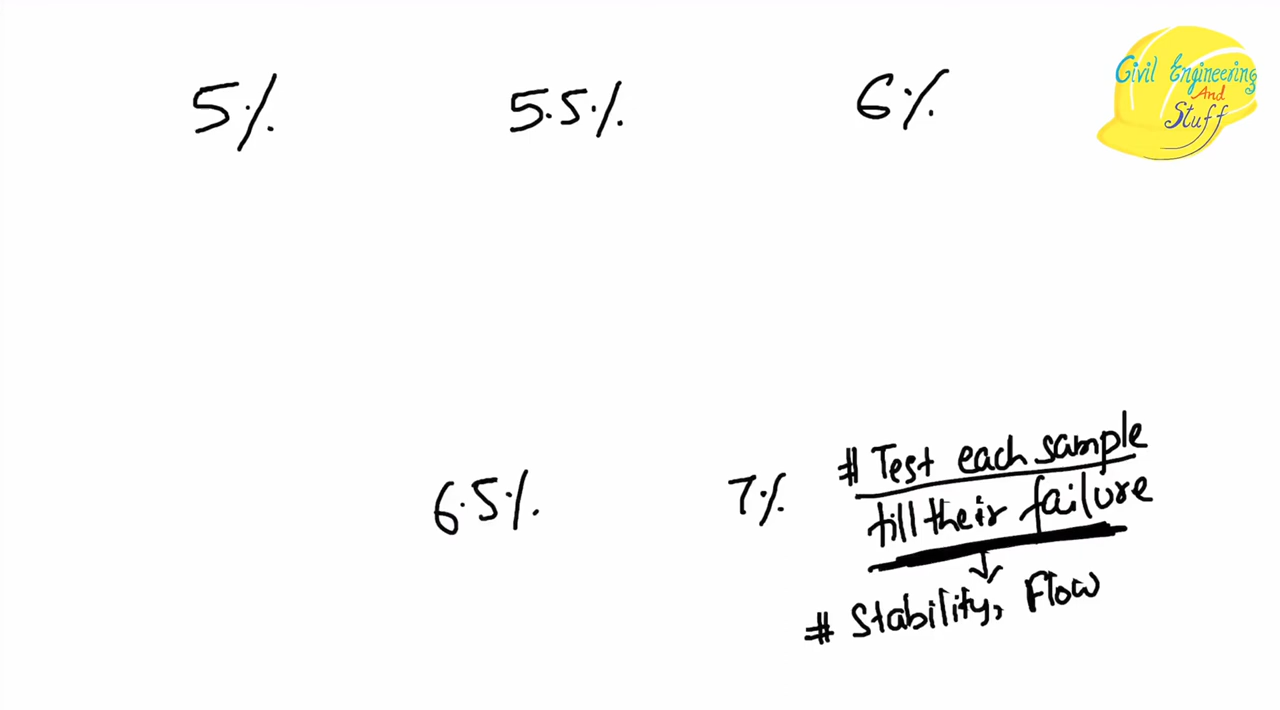 5% 5.5% 6%
Civil Engineering
And
Stuff
6.5% 7%
# Test each sample
till their failure
# Stability, Flow